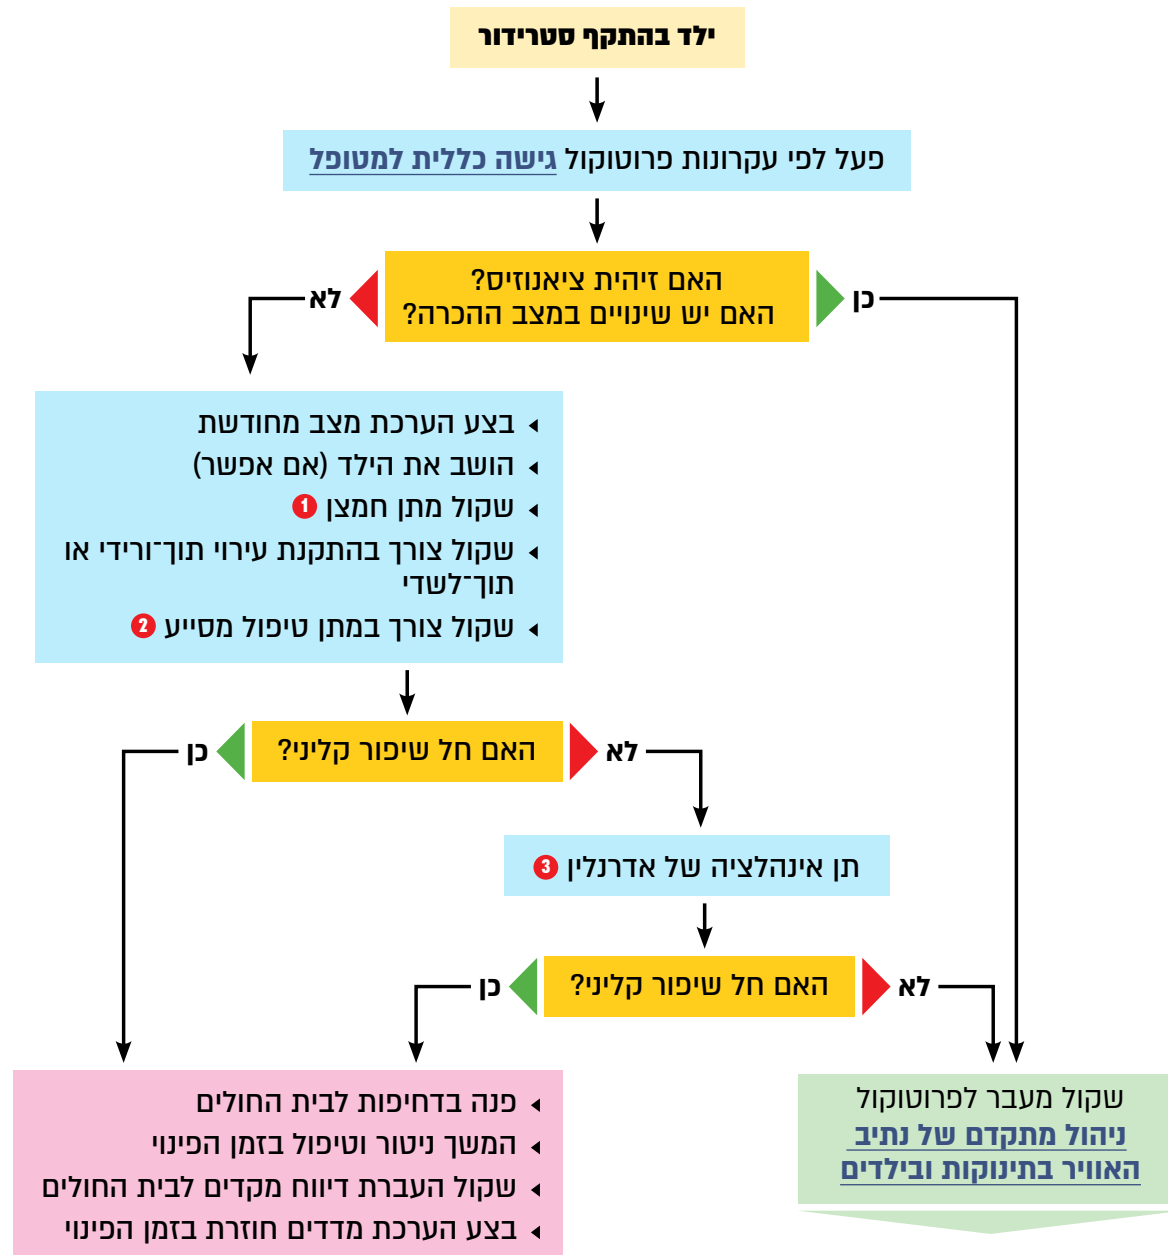 ילד בהתקף סטרידור
פעל לפי עקרונות פרוטוקול גישה כללית למטופל
האם זיהית ציאנוזיס?
האם יש שינויים במצב ההכרה?
כן
לא
בצע הערכת מצב מחודשת
הושב את הילד (אם אפשר)
שקול מתן חמצן 1
שקול צורך בהתקנת עירוי תוך־ורידי או
תוך־לשדי
שקול צורך במתן טיפול מסייע 2
האם חל שיפור קליני?
לא
כן
תן אינהלציה של אדרנלין 3
האם חל שיפור קליני?
לא
כן
שקול מעבר לפרוטוקול
ניהול מתקדם של נתיב
האוויר בתינוקות ובילדים
פנה בדחיפות לבית החולים
המשך ניטור וטיפול בזמן הפינוי
שקול העברת דיווח מקדים לבית החולים
בצע הערכת מדדים חוזרת בזמן הפינוי